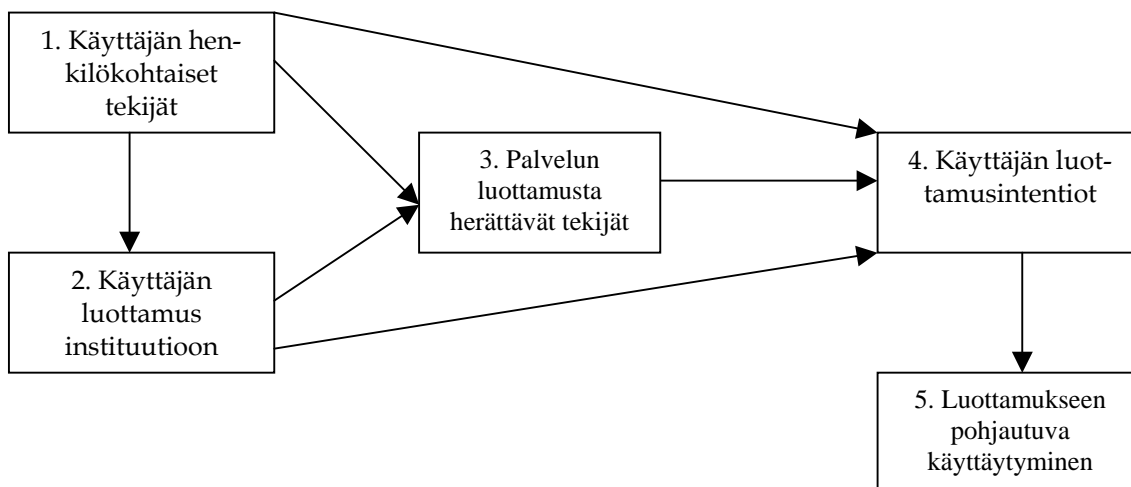 1. Käyttäjän hen-
kilökohtaiset
tekijät
2. Käyttäjän
luottamus
instituutioon
3. Palvelun
luottamusta
herättävät tekijät
4. Käyttäjän luot-
tamusintentiot
5. Luottamukseen
pohjautuva
käyttäytyminen